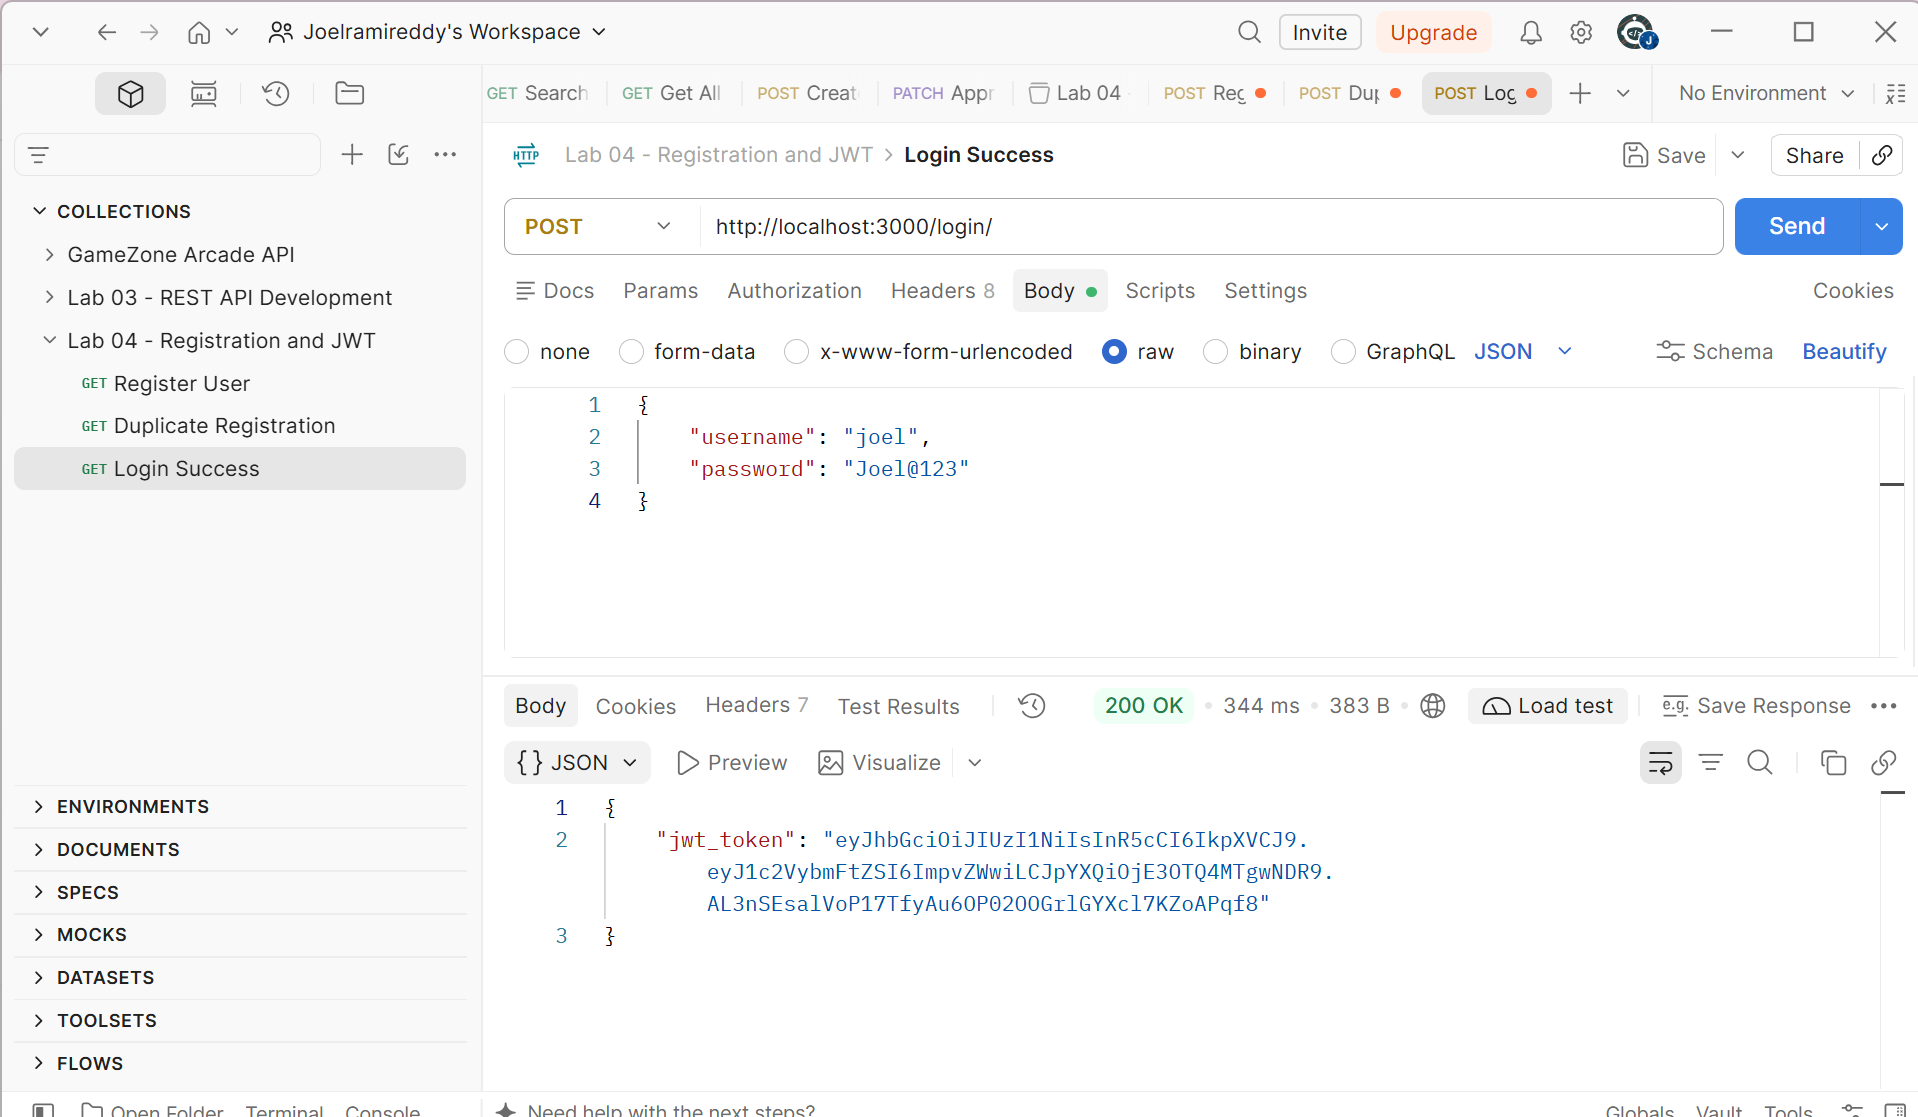 Joelramireddy's Workspace
Invite
Upgrade
J
GET Search
GET Get All
POST Creat
PATCH Appr
Lab 04
POST Reg
POST Dup
POST Log
No Environment
HTTP
Lab 04 - Registration and JWT > Login Success
Save
Share
COLLECTIONS
GameZone Arcade API
Lab 03 - REST API Development
Lab 04 - Registration and JWT
GET Register User
GET Duplicate Registration
GET Login Success
ENVIRONMENTS
DOCUMENTS
SPECS
MOCKS
DATASETS
TOOLSETS
FLOWS
POST
http://localhost:3000/login/
Send
Docs
Params
Authorization
Headers 8
Body
Scripts
Settings
Cookies
none
form-data
x-www-form-urlencoded
raw
binary
GraphQL
JSON
Schema
Beautify
1 {
2 "username": "joel",
3 "password": "Joel@123"
4 }
Body
Cookies
Headers 7
Test Results
200 OK
344 ms
383 B
Load test
e.g. Save Response
{} JSON
Preview
Visualize
1 {
2 "jwt_token": "eyJhbGciOiJIUzI1NiIsInR5cCI6IkpXVCJ9.
eyJ1c2VybmFtZSI6ImpvZWwiLCJpYXQiOjE3OTQ4MTgwNDR9.
AL3nSEsalVoP17TfyAu6OP02OOGrlGYXcl7KZoAPqf8"
3 }
Open Folder
Terminal
Console
Need help with the next steps?
Globals
Vault
Tools